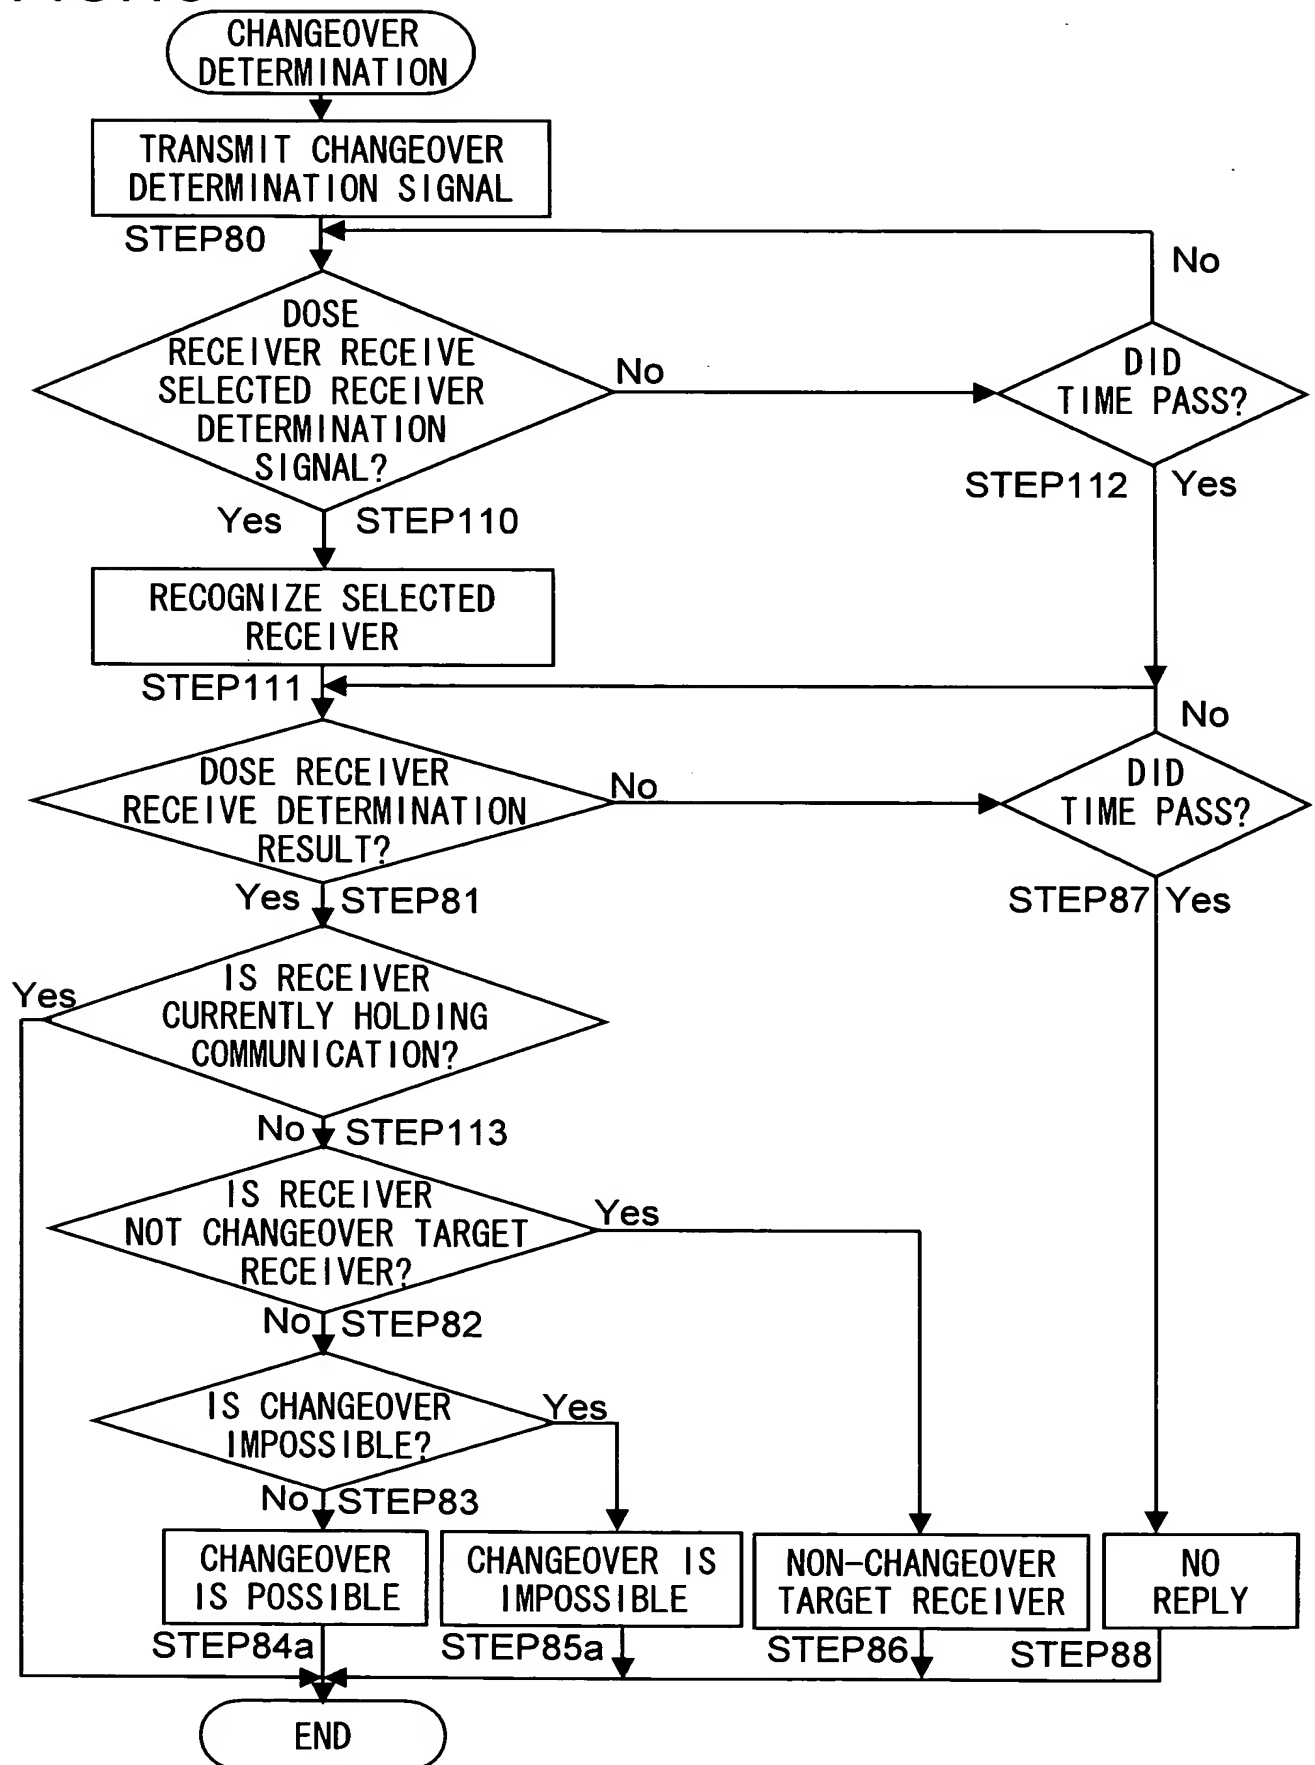 CHANGEOVER
DETERMINATION
TRANSMIT CHANGEOVER
DETERMINATION SIGNAL
STEP80
No
DOSE
RECEIVER RECEIVE
SELECTED RECEIVER
DETERMINATION
SIGNAL?
No
DID
TIME PASS?
STEP112
Yes
Yes
STEP110
RECOGNIZE SELECTED
RECEIVER
STEP111
No
DOSE RECEIVER
RECEIVE DETERMINATION
RESULT?
No
DID
TIME PASS?
Yes
STEP81
STEP87
Yes
IS RECEIVER
CURRENTLY HOLDING
COMMUNICATION?
Yes
No
STEP113
IS RECEIVER
NOT CHANGEOVER TARGET
RECEIVER?
Yes
No
STEP82
IS CHANGEOVER
IMPOSSIBLE?
Yes
No
STEP83
CHANGEOVER
IS POSSIBLE
CHANGEOVER IS
IMPOSSIBLE
NON-CHANGEOVER
TARGET RECEIVER
NO
REPLY
STEP84a
STEP85a
STEP86
STEP88
END